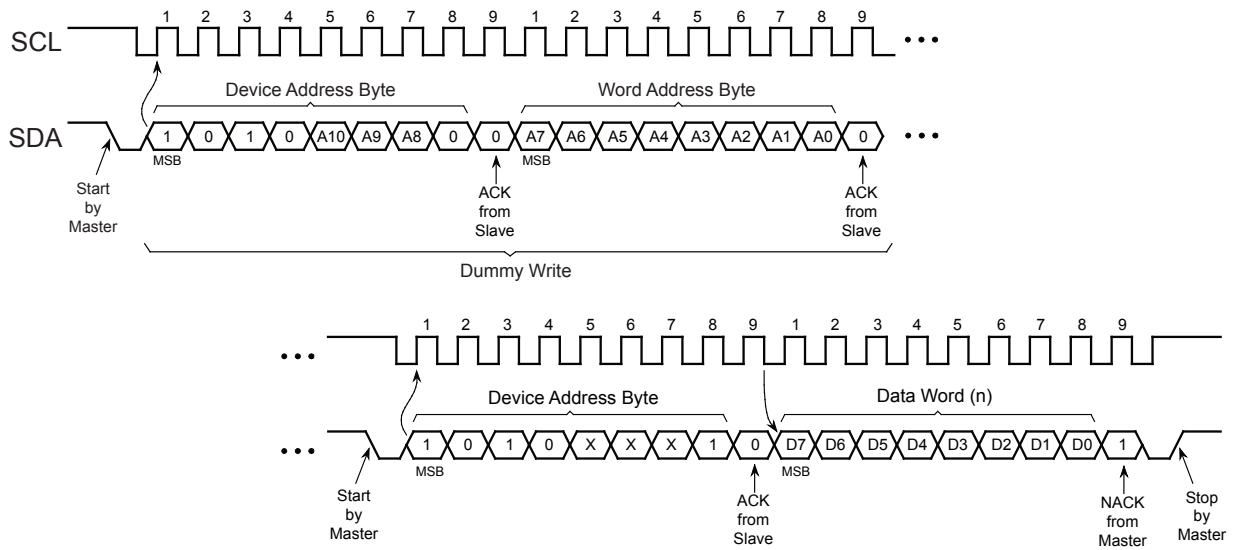 1 2 3 4 5 6 7 8 9 1 2 3 4 5 6 7 8 9
SCL
Device Address Byte Word Address Byte
SDA 1 0 1 0 A10 A9 A8 0 0 A7 A6 A5 A4 A3 A2 A1 A0 0
MSB MSB
Start
by
Master
ACK
from
Slave
ACK
from
Slave
Dummy Write
1 2 3 4 5 6 7 8 9 1 2 3 4 5 6 7 8 9
Device Address Byte Data Word (n)
1 0 1 0 X X X 1 0 D7 D6 D5 D4 D3 D2 D1 D0 1
MSB MSB
Start
by
Master
ACK
from
Slave
NACK
from
Master
Stop
by
Master